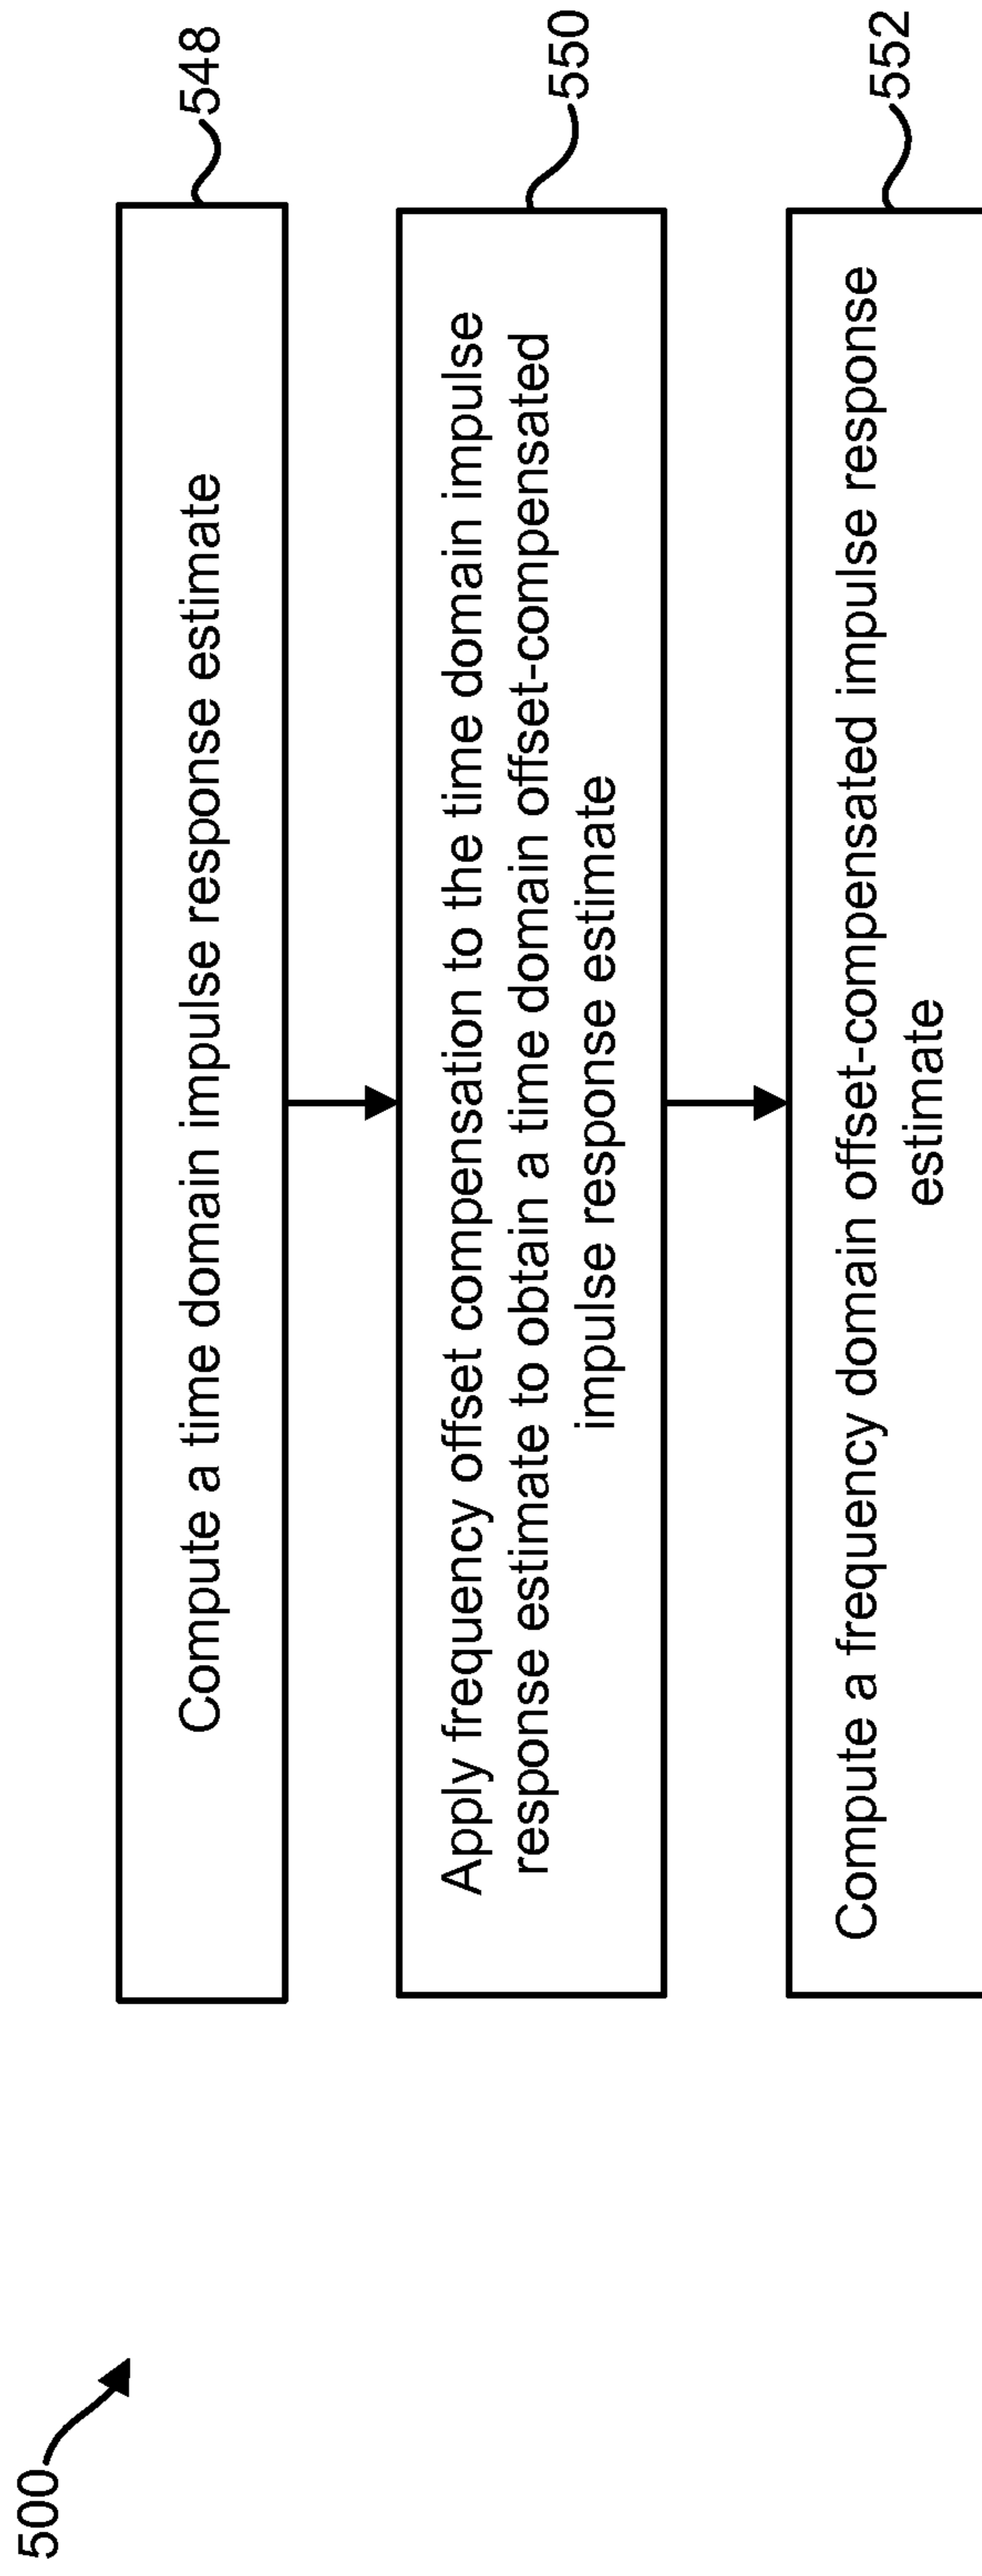 500
Compute a time domain impulse response estimate
548
Apply frequency offset compensation to the time domain impulse
response estimate to obtain a time domain offset-compensated
impulse response estimate
550
Compute a frequency domain offset-compensated impulse response
estimate
552